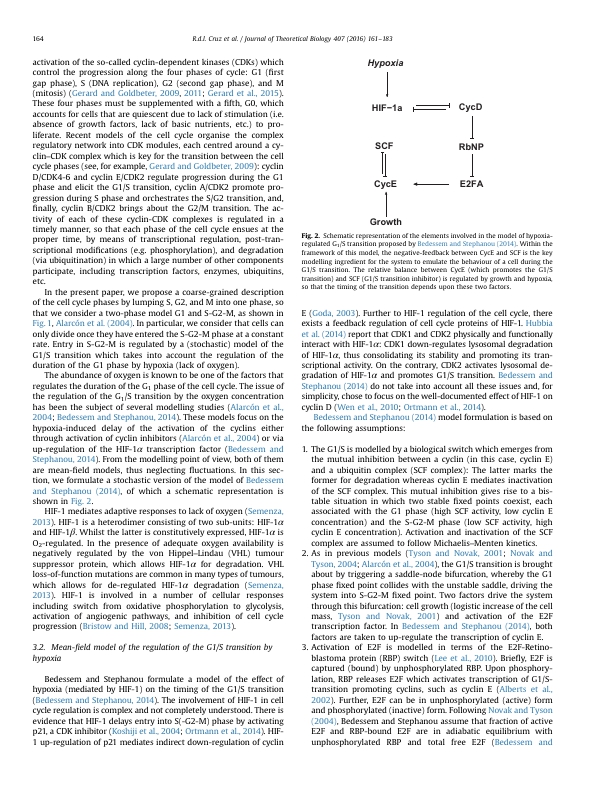 164
R.d.l. Cruz et al. / Journal of Theoretical Biology 407 (2016) 161–183
activation of the so-called cyclin-dependent kinases (CDKs) which
control the progression along the four phases of cycle: G1 (first
gap phase), S (DNA replication), G2 (second gap phase), and M
(mitosis) (Gerard and Goldbeter, 2009, 2011; Gerard et al., 2015).
These four phases must be supplemented with a fifth, G0, which
accounts for cells that are quiescent due to lack of stimulation (i.e.
absence of growth factors, lack of basic nutrients, etc.) to pro-
liferate. Recent models of the cell cycle organise the complex
regulatory network into CDK modules, each centred around a cy-
clin–CDK complex which is key for the transition between the cell
cycle phases (see, for example, Gerard and Goldbeter, 2009): cyclin
D/CDK4-6 and cyclin E/CDK2 regulate progression during the G1
phase and elicit the G1/S transition, cyclin A/CDK2 promote pro-
gression during S phase and orchestrates the S/G2 transition, and,
finally, cyclin B/CDK2 brings about the G2/M transition. The ac-
tivity of each of these cyclin-CDK complexes is regulated in a
timely manner, so that each phase of the cell cycle ensues at the
proper time, by means of transcriptional regulation, post-tran-
scriptional modifications (e.g. phosphorylation), and degradation
(via ubiquitination) in which a large number of other components
participate, including transcription factors, enzymes, ubiquitins,
etc.
In the present paper, we propose a coarse-grained description
of the cell cycle phases by lumping S, G2, and M into one phase, so
that we consider a two-phase model G1 and S-G2-M, as shown in
Fig. 1, Alarcón et al. (2004). In particular, we consider that cells can
only divide once they have entered the S-G2-M phase at a constant
rate. Entry in S-G2-M is regulated by a (stochastic) model of the
G1/S transition which takes into account the regulation of the
duration of the G1 phase by hypoxia (lack of oxygen).
The abundance of oxygen is known to be one of the factors that
regulates the duration of the G₁ phase of the cell cycle. The issue of
the regulation of the G₁/S transition by the oxygen concentration
has been the subject of several modelling studies (Alarcón et al.,
2004; Bedessem and Stephanou, 2014). These models focus on the
hypoxia-induced delay of the activation of the cyclins either
through activation of cyclin inhibitors (Alarcón et al., 2004) or via
up-regulation of the HIF-1α transcription factor (Bedessem and
Stephanou, 2014). From the modelling point of view, both of them
are mean-field models, thus neglecting fluctuations. In this sec-
tion, we formulate a stochastic version of the model of Bedessem
and Stephanou (2014), of which a schematic representation is
shown in Fig. 2.
HIF-1 mediates adaptive responses to lack of oxygen (Semenza,
2013). HIF-1 is a heterodimer consisting of two sub-units: HIF-1α
and HIF-1β. Whilst the latter is constitutively expressed, HIF-1α is
O₂-regulated. In the presence of adequate oxygen availability is
negatively regulated by the von Hippel–Lindau (VHL) tumour
suppressor protein, which allows HIF-1α for degradation. VHL
loss-of-function mutations are common in many types of tumours,
which allows for de-regulated HIF-1α degradation (Semenza,
2013). HIF-1 is involved in a number of cellular responses
including switch from oxidative phosphorylation to glycolysis,
activation of angiogenic pathways, and inhibition of cell cycle
progression (Bristow and Hill, 2008; Semenza, 2013).
3.2. Mean-field model of the regulation of the G1/S transition by
hypoxia
Bedessem and Stephanou formulate a model of the effect of
hypoxia (mediated by HIF-1) on the timing of the G1/S transition
(Bedessem and Stephanou, 2014). The involvement of HIF-1 in cell
cycle regulation is complex and not completely understood. There is
evidence that HIF-1 delays entry into S(-G2-M) phase by activating
p21, a CDK inhibitor (Koshiji et al., 2004; Ortmann et al., 2014). HIF-
1 up-regulation of p21 mediates indirect down-regulation of cyclin
Hypoxia
HIF−1a
CycD
SCF
RbNP
CycE
E2FA
Growth
Fig. 2. Schematic representation of the elements involved in the model of hypoxia-
regulated G₁/S transition proposed by Bedessem and Stephanou (2014). Within the
framework of this model, the negative-feedback between CycE and SCF is the key
modelling ingredient for the system to emulate the behaviour of a cell during the
G1/S transition. The relative balance between CycE (which promotes the G1/S
transition) and SCF (G1/S transition inhibitor) is regulated by growth and hypoxia,
so that the timing of the transition depends upon these two factors.
E (Goda, 2003). Further to HIF-1 regulation of the cell cycle, there
exists a feedback regulation of cell cycle proteins of HIF-1. Hubbia
et al. (2014) report that CDK1 and CDK2 physically and functionally
interact with HIF-1α: CDK1 down-regulates lysosomal degradation
of HIF-1α, thus consolidating its stability and promoting its tran-
scriptional activity. On the contrary, CDK2 activates lysosomal de-
gradation of HIF-1α and promotes G1/S transition. Bedessem and
Stephanou (2014) do not take into account all these issues and, for
simplicity, chose to focus on the well-documented effect of HIF-1 on
cyclin D (Wen et al., 2010; Ortmann et al., 2014).
Bedessem and Stephanou (2014) model formulation is based on
the following assumptions:
1. The G1/S is modelled by a biological switch which emerges from
the mutual inhibition between a cyclin (in this case, cyclin E)
and a ubiquitin complex (SCF complex): The latter marks the
former for degradation whereas cyclin E mediates inactivation
of the SCF complex. This mutual inhibition gives rise to a bis-
table situation in which two stable fixed points coexist, each
associated with the G1 phase (high SCF activity, low cyclin E
concentration) and the S-G2-M phase (low SCF activity, high
cyclin E concentration). Activation and inactivation of the SCF
complex are assumed to follow Michaelis–Menten kinetics.
2. As in previous models (Tyson and Novak, 2001; Novak and
Tyson, 2004; Alarcón et al., 2004), the G1/S transition is brought
about by triggering a saddle-node bifurcation, whereby the G1
phase fixed point collides with the unstable saddle, driving the
system into S-G2-M fixed point. Two factors drive the system
through this bifurcation: cell growth (logistic increase of the cell
mass, Tyson and Novak, 2001) and activation of the E2F
transcription factor. In Bedessem and Stephanou (2014), both
factors are taken to up-regulate the transcription of cyclin E.
3. Activation of E2F is modelled in terms of the E2F-Retino-
blastoma protein (RBP) switch (Lee et al., 2010). Briefly, E2F is
captured (bound) by unphosphorylated RBP. Upon phosphory-
lation, RBP releases E2F which activates transcription of G1/S-
transition promoting cyclins, such as cyclin E (Alberts et al.,
2002). Further, E2F can be in unphosphorylated (active) form
and phosphorylated (inactive) form. Following Novak and Tyson
(2004), Bedessem and Stephanou assume that fraction of active
E2F and RBP-bound E2F are in adiabatic equilibrium with
unphosphorylated RBP and total free E2F (Bedessem and